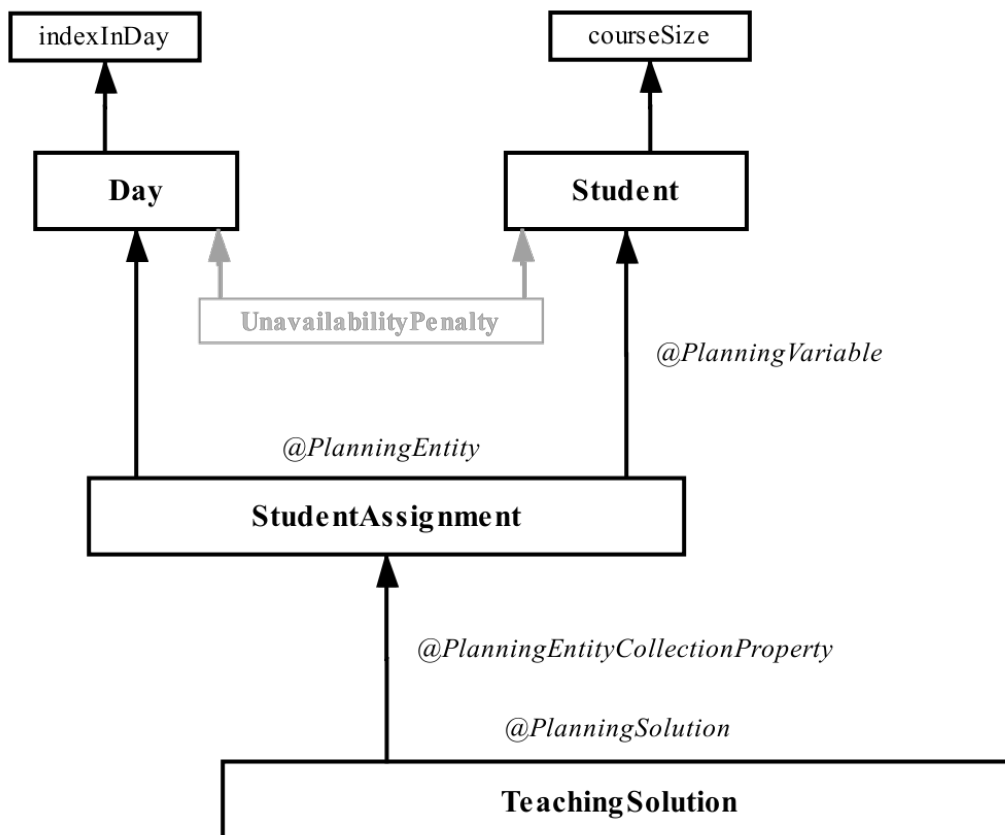 indexInDay
courseSize
Day
Student
UnavailabilityPenalty
@PlanningVariable
@PlanningEntity
StudentAssignment
@PlanningEntityCollectionProperty
@PlanningSolution
TeachingSolution